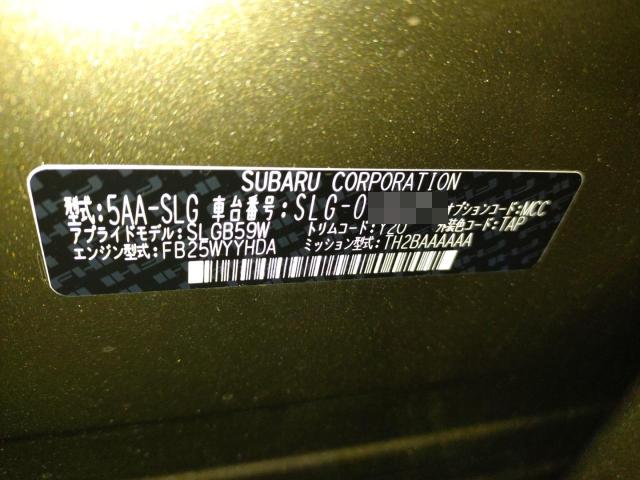 SUBARU CORPORATION
型式:5AA-SLG 車台番号:SLG-0 オプションコード:MCC
アプライドモデル:SLGB59W トリムコード:YZ0 外装色コード:TAP
エンジン型式:FB25WYYHDA ミッション型式:TH2BAAAAAA